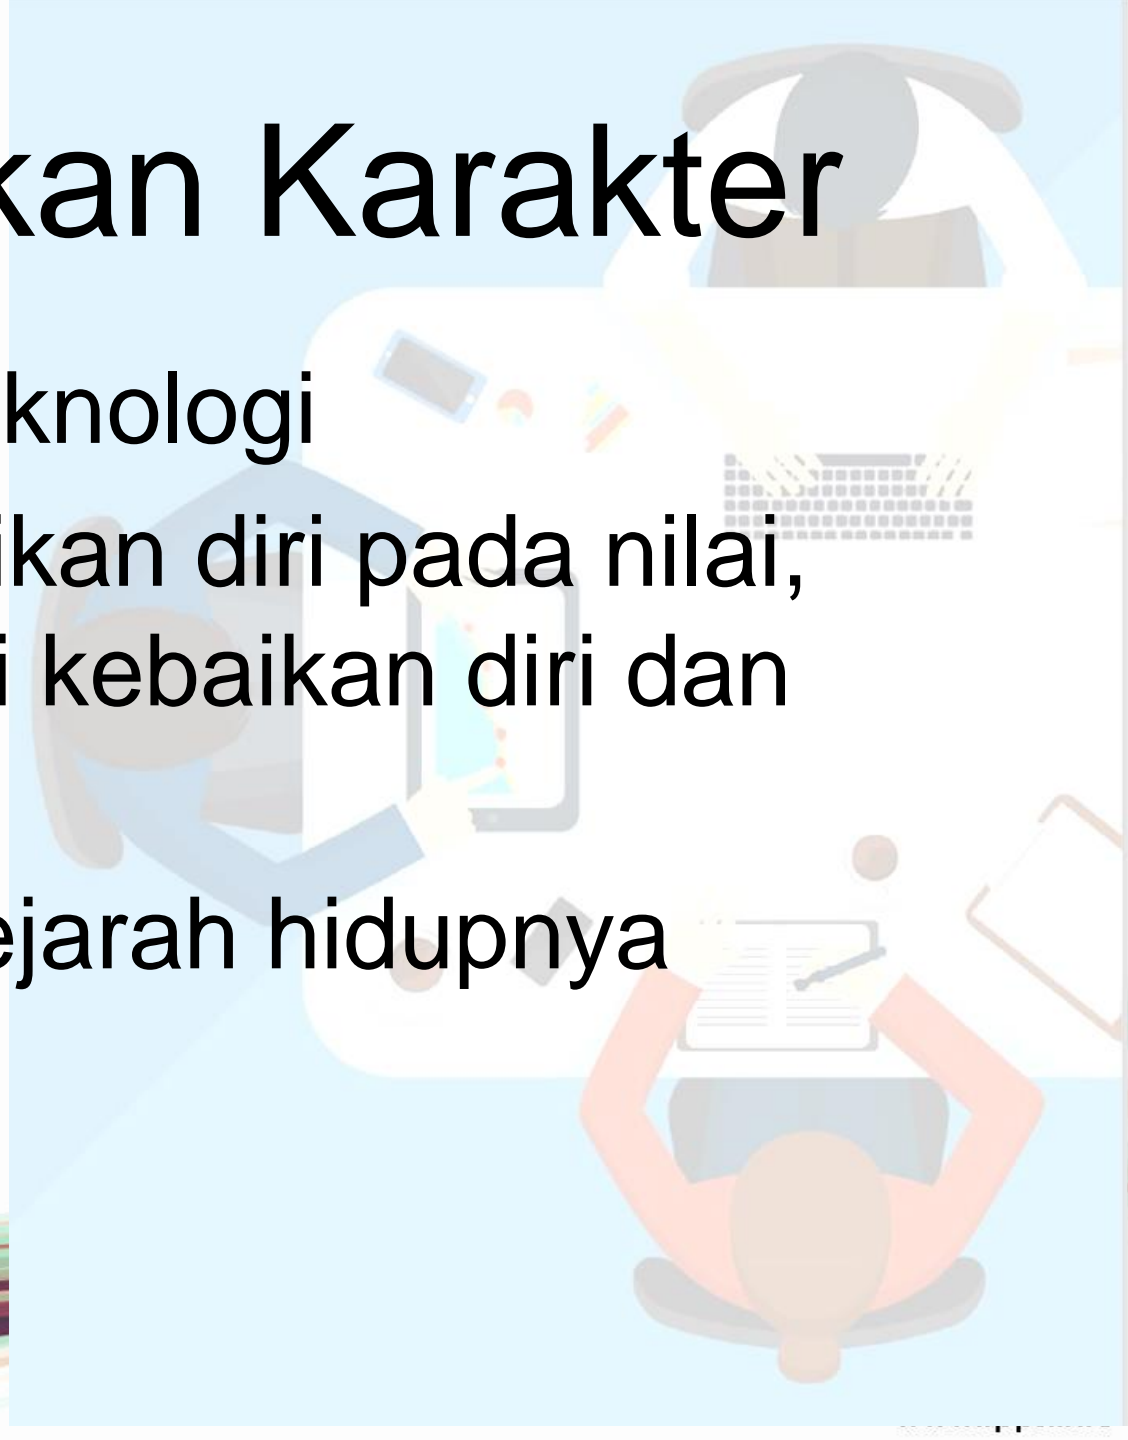 kan Karakter
knologi
ikan diri pada nilai,
i kebaikan diri dan
ejarah hidupnya